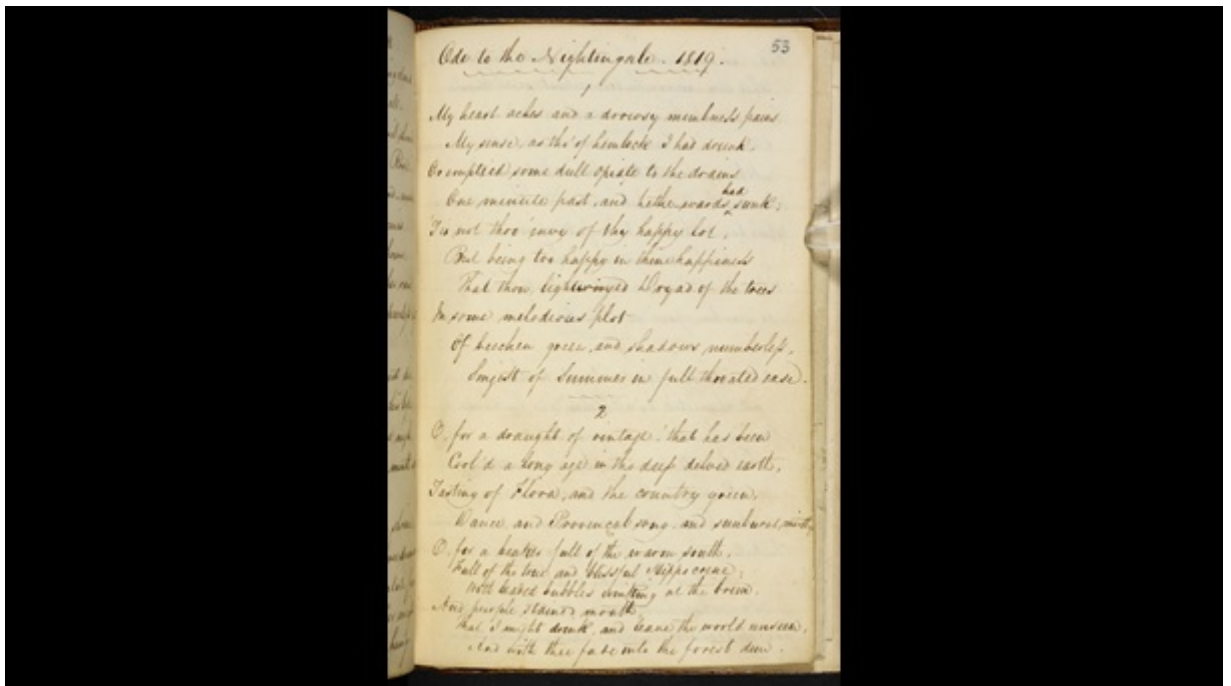 53
Ode to the Nightingale. 1819.
1
My heart aches and a drowsy numbness pains
My sense, as tho' of hemlock I had drunk,
Or emptied some dull opiate to the drains
One minute past, and Lethe wards had sunk;
'Tis not thro' envy of thy happy lot,
But being too happy in thine happiness
That thou, light winged Dryad of the trees
In some melodious plot
Of beechen green, and shadows numberless,
Singest of Summer in full throated ease.
2
O, for a draught of vintage! that has been
Cool'd a long age in the deep delved earth,
Tasting of Flora, and the country green,
Dance, and Provencal song, and sunburnt mirth,
O, for a beaker full of the warm south,
Full of the true and blissful Hippocrene;
With beaded bubbles winking at the brim.
And purple stained mouth
That I might drink, and leave the world unseen,
And with thee fade into the forest dim.